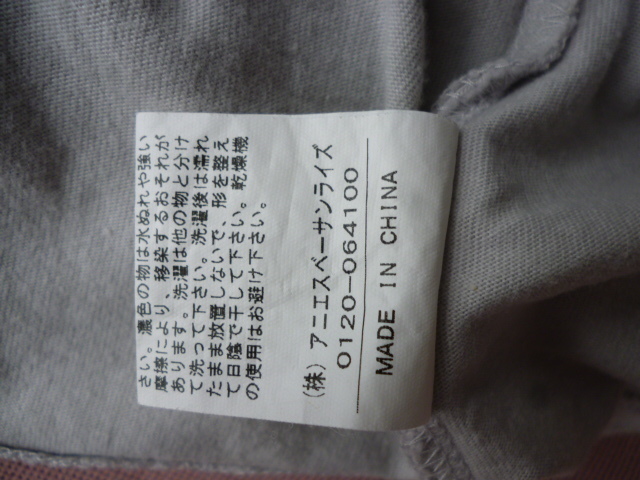 さい。濃色の物は水ぬれや強い
摩擦により、移染するおそれが
あります。洗濯は他の物と分け
て洗って下さい。洗濯後は濡れ
たまま放置しないで、形を整え
て日陰で干して下さい。乾燥機
の使用はお避け下さい。
(株)アニエスベーサンライズ
0120-064100
MADE IN CHINA